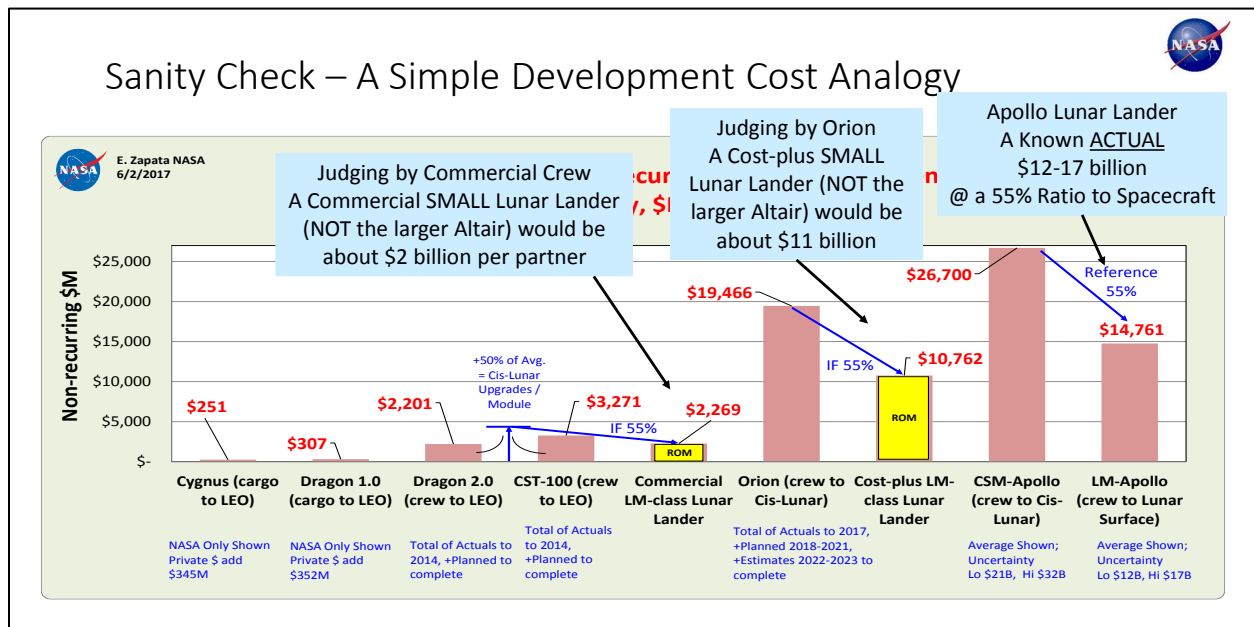 NASA
Sanity Check – A Simple Development Cost Analogy
NASA
E. Zapata NASA
6/2/2017
Judging by Commercial Crew
A Commercial SMALL Lunar Lander
(NOT the larger Altair) would be
about $2 billion per partner
Judging by Orion
A Cost-plus SMALL
Lunar Lander (NOT the
larger Altair) would be
about $11 billion
Apollo Lunar Lander
A Known ACTUAL
$12-17 billion
@ a 55% Ratio to Spacecraft
Non-recurring $M
$25,000
$20,000
$15,000
$10,000
$5,000
$-
$251
$307
$2,201
+50% of Avg.
= Cis-Lunar
Upgrades /
Module
$3,271
IF 55%
$2,269
ROM
$19,466
IF 55%
$10,762
ROM
$26,700
Reference
55%
$14,761
Cygnus (cargo
to LEO)
Dragon 1.0
(cargo to LEO)
Dragon 2.0
(crew to LEO)
CST-100 (crew
to LEO)
Commercial
LM-class Lunar
Lander
Orion (crew to
Cis-Lunar)
Cost-plus LM-
class Lunar
Lander
CSM-Apollo
(crew to Cis-
Lunar)
LM-Apollo
(crew to Lunar
Surface)
NASA Only Shown
Private $ add
$345M
NASA Only Shown
Private $ add
$352M
Total of Actuals to
2014, +Planned to
complete
Total of Actuals
to 2014,
+Planned to
complete
Total of Actuals to 2017,
+Planned 2018-2021,
+Estimates 2022-2023 to
complete
Average Shown;
Uncertainty
Lo $21B, Hi $32B
Average Shown;
Uncertainty
Lo $12B, Hi $17B